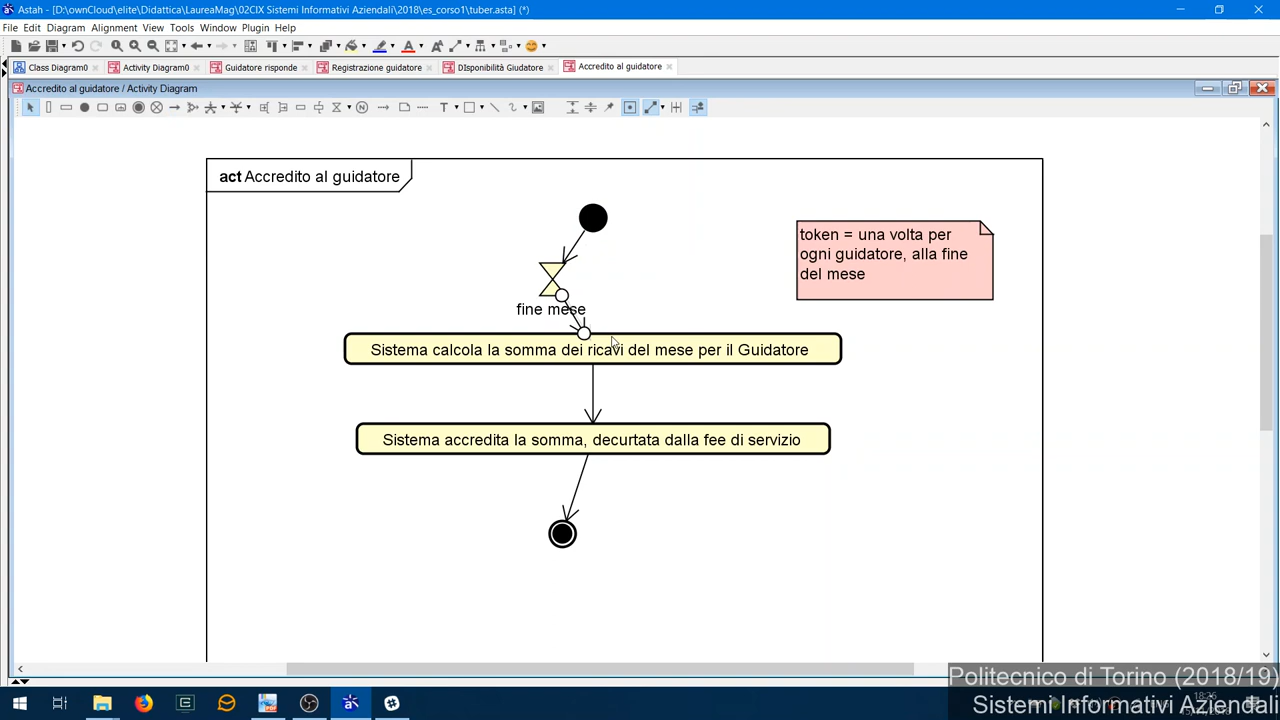 Astah - [D:\ownCloud\elite\Didattica\LaureaMag\02CIX Sistemi Informativi Aziendali\2018\es_corso1\tuber.asta] (*)
File Edit Diagram Alignment View Tools Window Plugin Help
Class Diagram0 Activity Diagram0 Guidatore risponde Registrazione guidatore DIsponibilità Giudatore Accredito al guidatore
Accredito al guidatore / Activity Diagram
act Accredito al guidatore
token = una volta per
ogni guidatore, alla fine
del mese
fine mese
Sistema calcola la somma dei ricavi del mese per il Guidatore
Sistema accredita la somma, decurtata dalla fee di servizio
Politecnico di Torino (2018/19)
Sistemi Informativi Aziendali